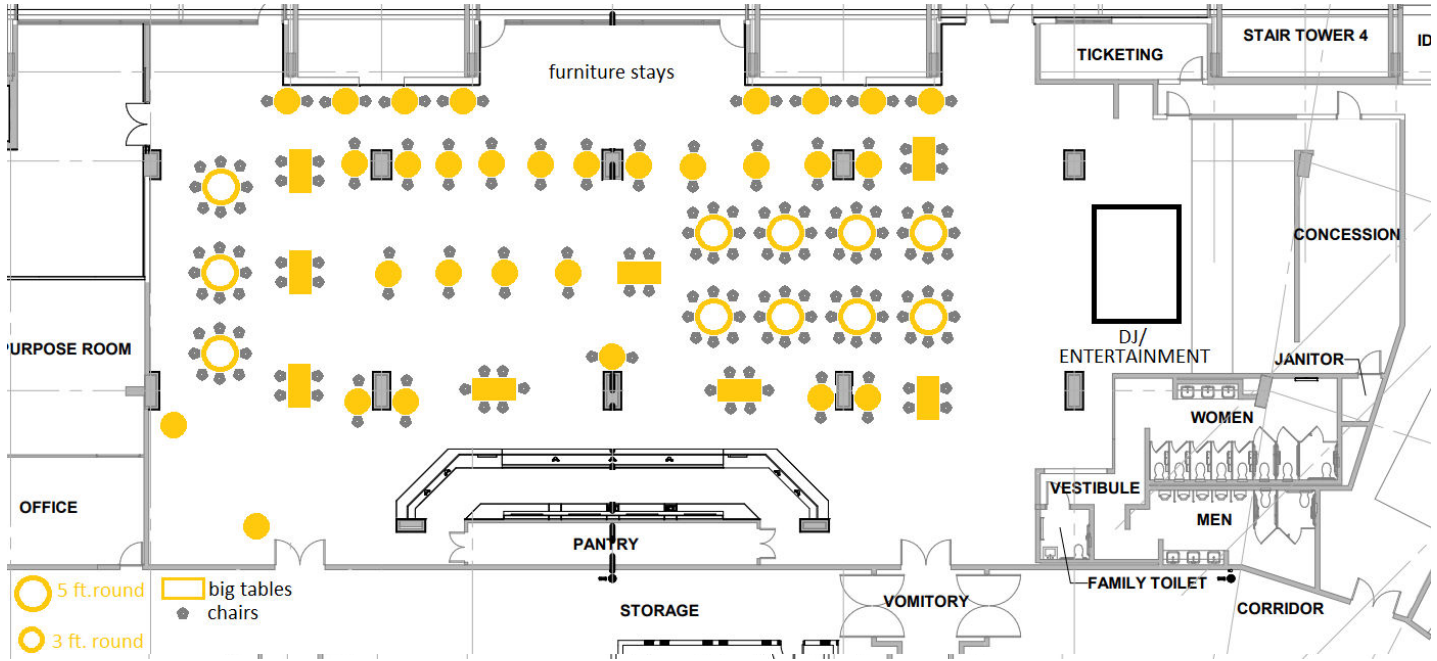 TICKETING
STAIR TOWER 4
ID
furniture stays
CONCESSION
DJ/
ENTERTAINMENT
JANITOR
PURPOSE ROOM
WOMEN
OFFICE
VESTIBULE
MEN
PANTRY
FAMILY TOILET
5 ft.round
big tables
chairs
STORAGE
VOMITORY
CORRIDOR
3 ft. round